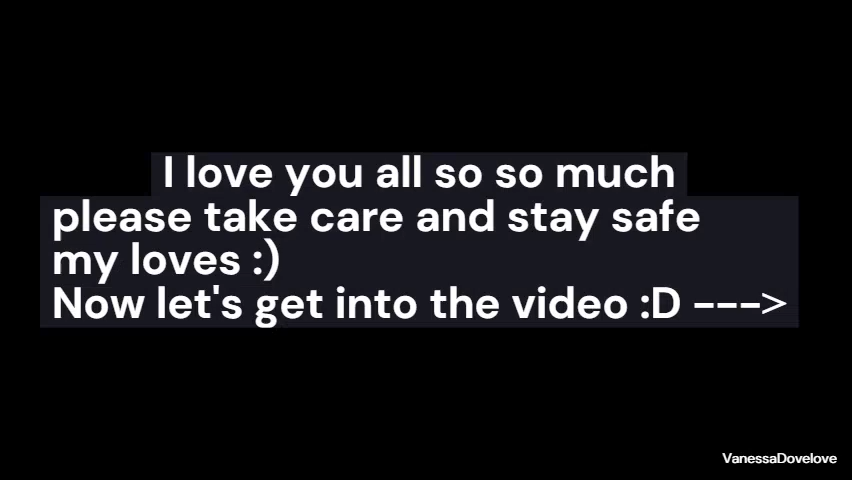 I love you all so so much
please take care and stay safe
my loves :)
Now let's get into the video :D --->
VanessaDovelove